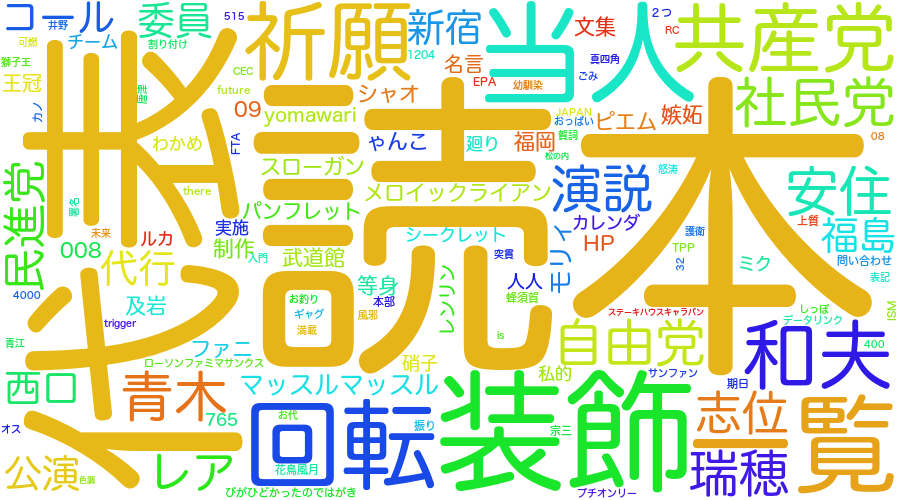 コール
井野
委員
515
祈願
新宿
1204
当人
2つ
文集
RC
共産党
可燃
チーム
割り付け
獅子王
王冠
CEC
名言
EPA
幼馴染
真四角
ごみ
社民党
カノ
future
09
シャオ
yomawari
JAPAN
おっぱい
ピエム
嫉妬
08
代表
わかめ
FTA
ゃんこ
廻り
福岡
賛詞
松の内
読売
本
there
スローガン
メロイックライアン
演説
怒涛
安住
民進党
署名
未来
実施
パンフレット
カレンダ
上質
ルカ
制作
入門
武道館
シークレット
突貫
モリィ
HP
護衛
TPP
32
福島
問い合わせ
表記
008
代行
及岩
等身
本部
人人
蜂須賀
ミク
4000
trigger
お釣り
ギャグ
満載
風邪
レンリン
is
ステーキハウスキャラバン
しっぽ
データリンク
ISM
青江
ファニ
ローソンファミマサンクス
硝子
自由党
私的
サンファン
和夫
400
期日
西口
青木
マッスルマッスル
765
オス
お代
回転
振り
装飾
宗三
志位
一覧
公演
色調
レア
花鳥風月
瑞穂
びがひどかったのではがき
プチオンリー